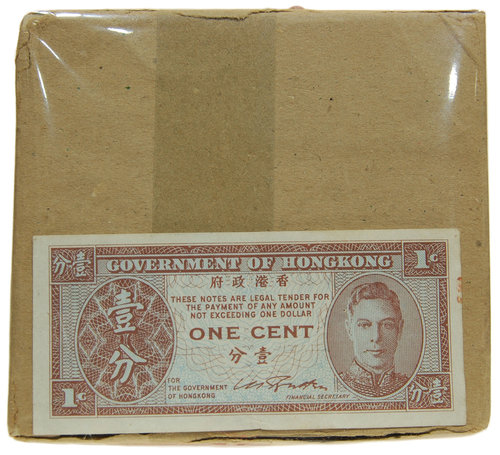 分壹 GOVERNMENT OF HONGKONG 1c
府政港香
THESE NOTES ARE LEGAL TENDER FOR
THE PAYMENT OF ANY AMOUNT
NOT EXCEEDING ONE DOLLAR
壹分
ONE CENT
分壹
FOR
THE GOVERNMENT
OF HONGKONG
FINANCIAL SECRETARY
1c 分壹